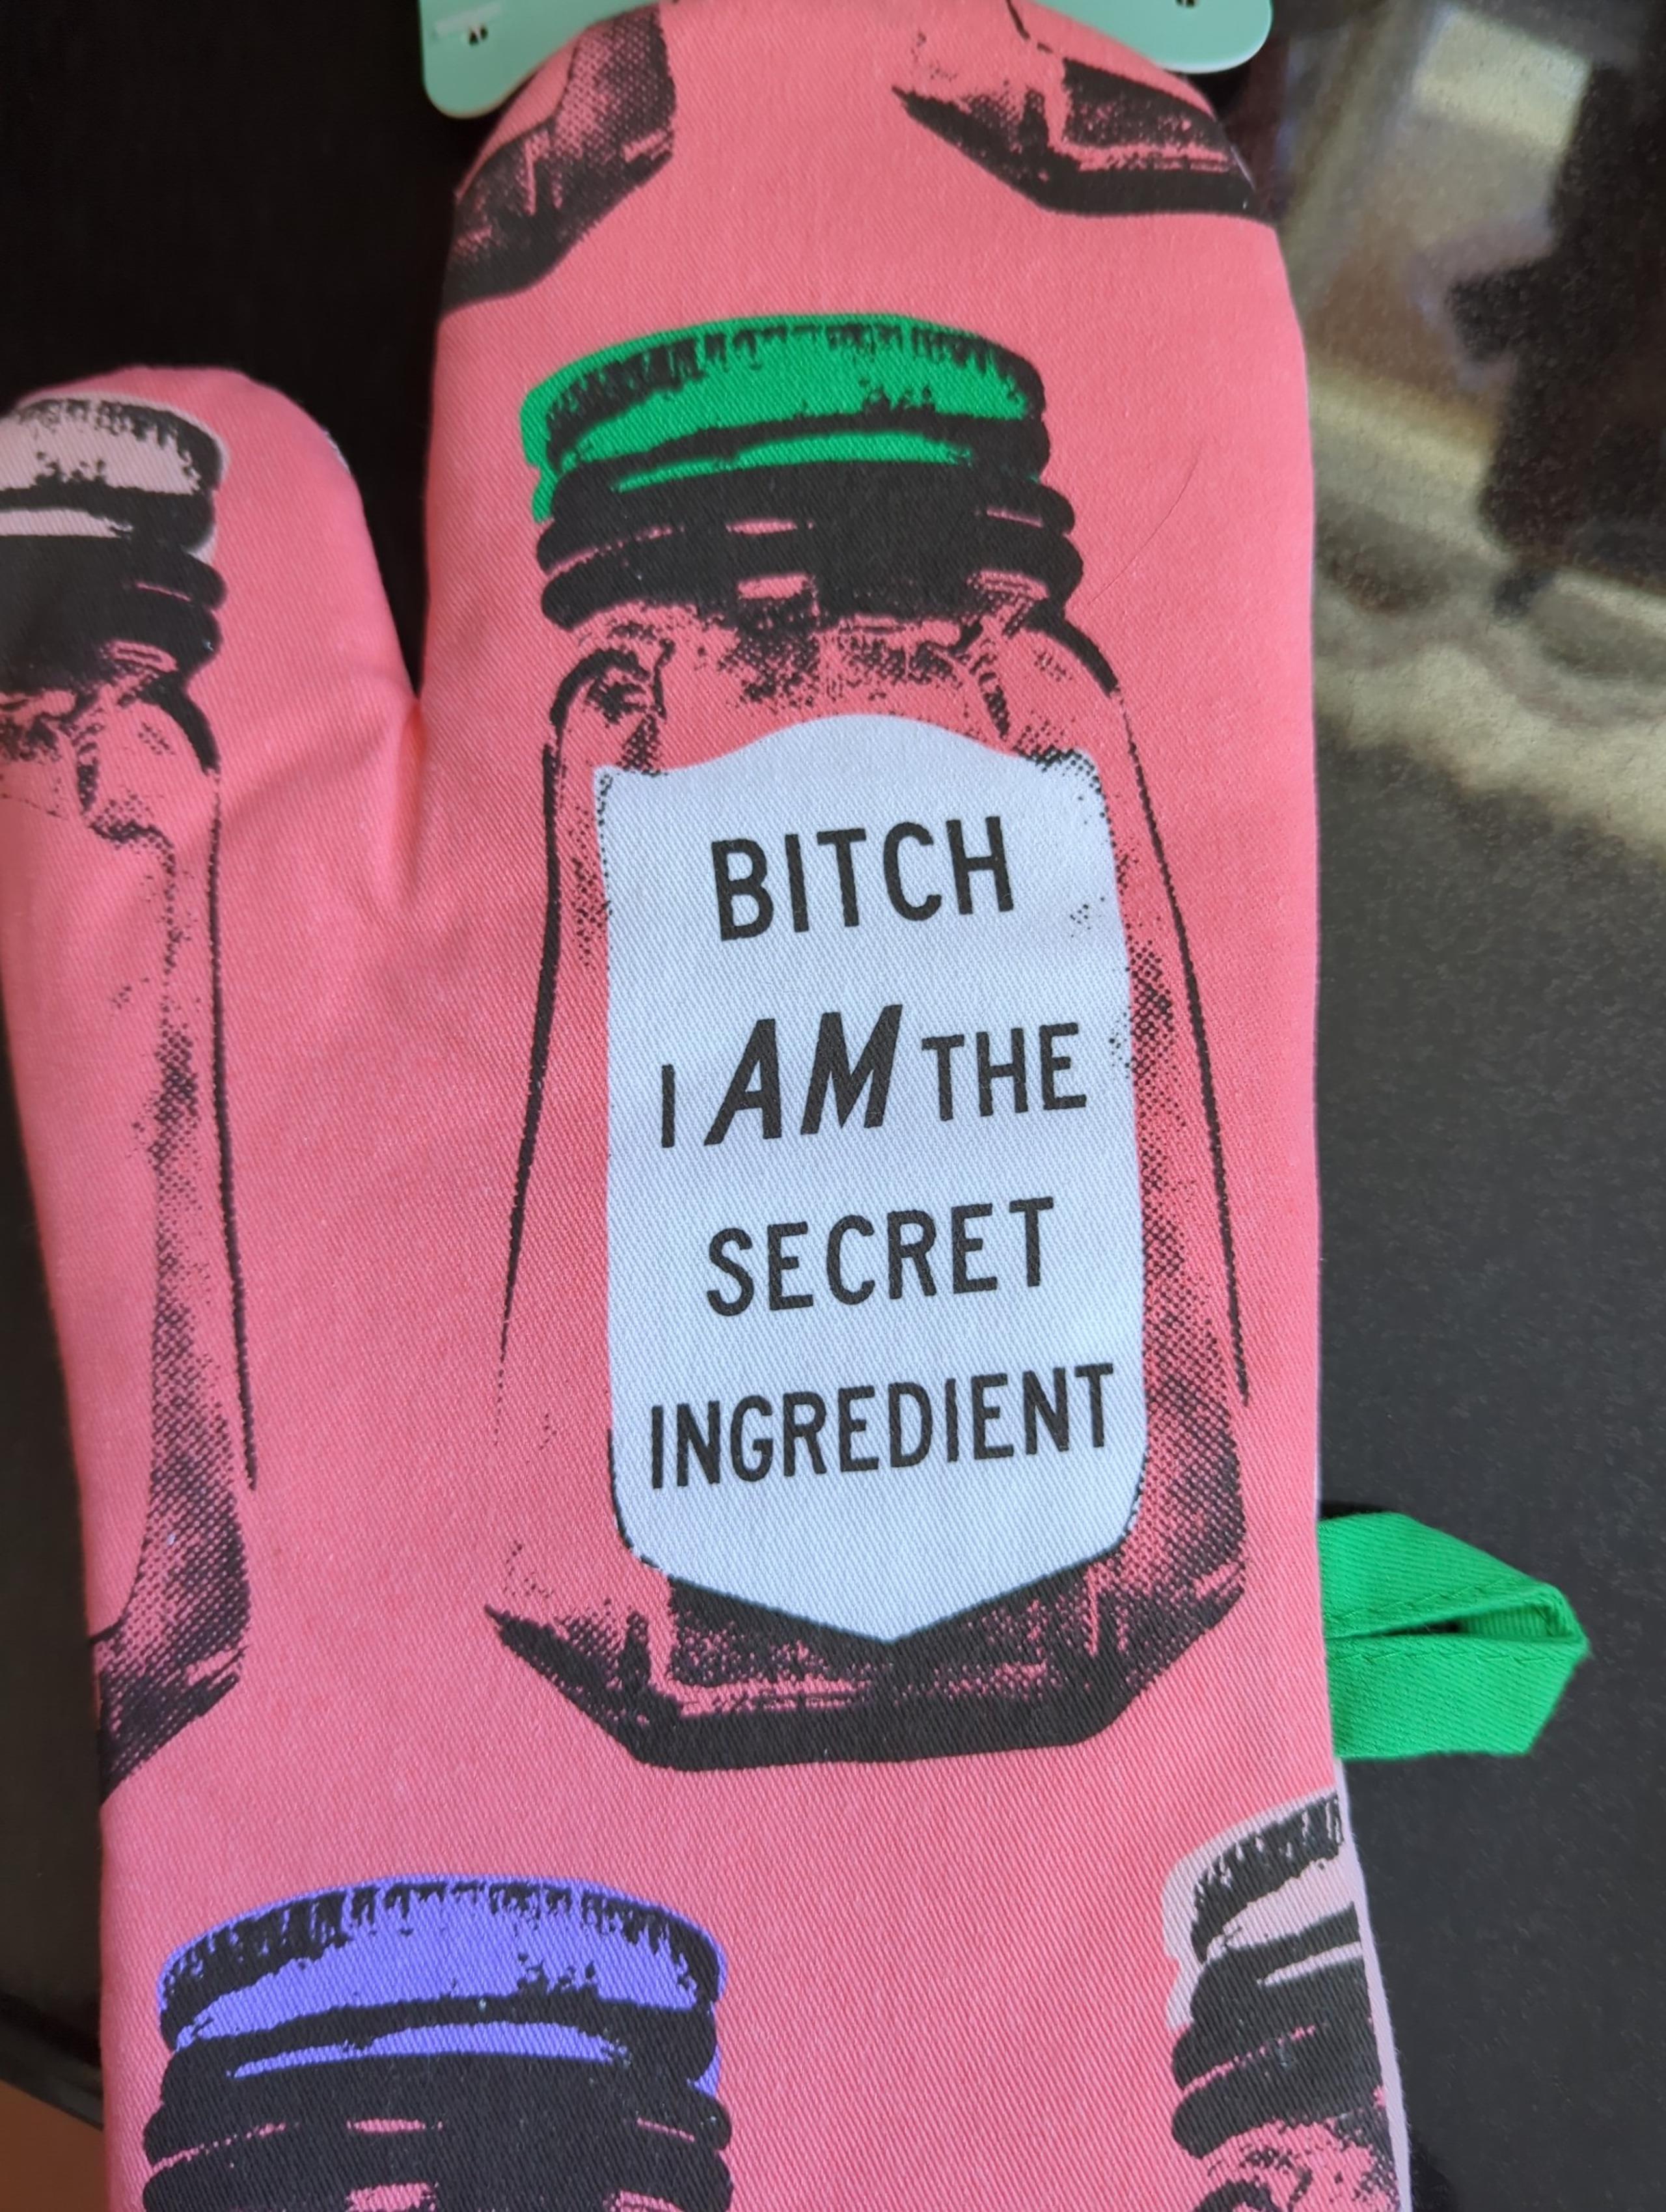 BITCH
I AM THE
SECRET
INGREDIENT